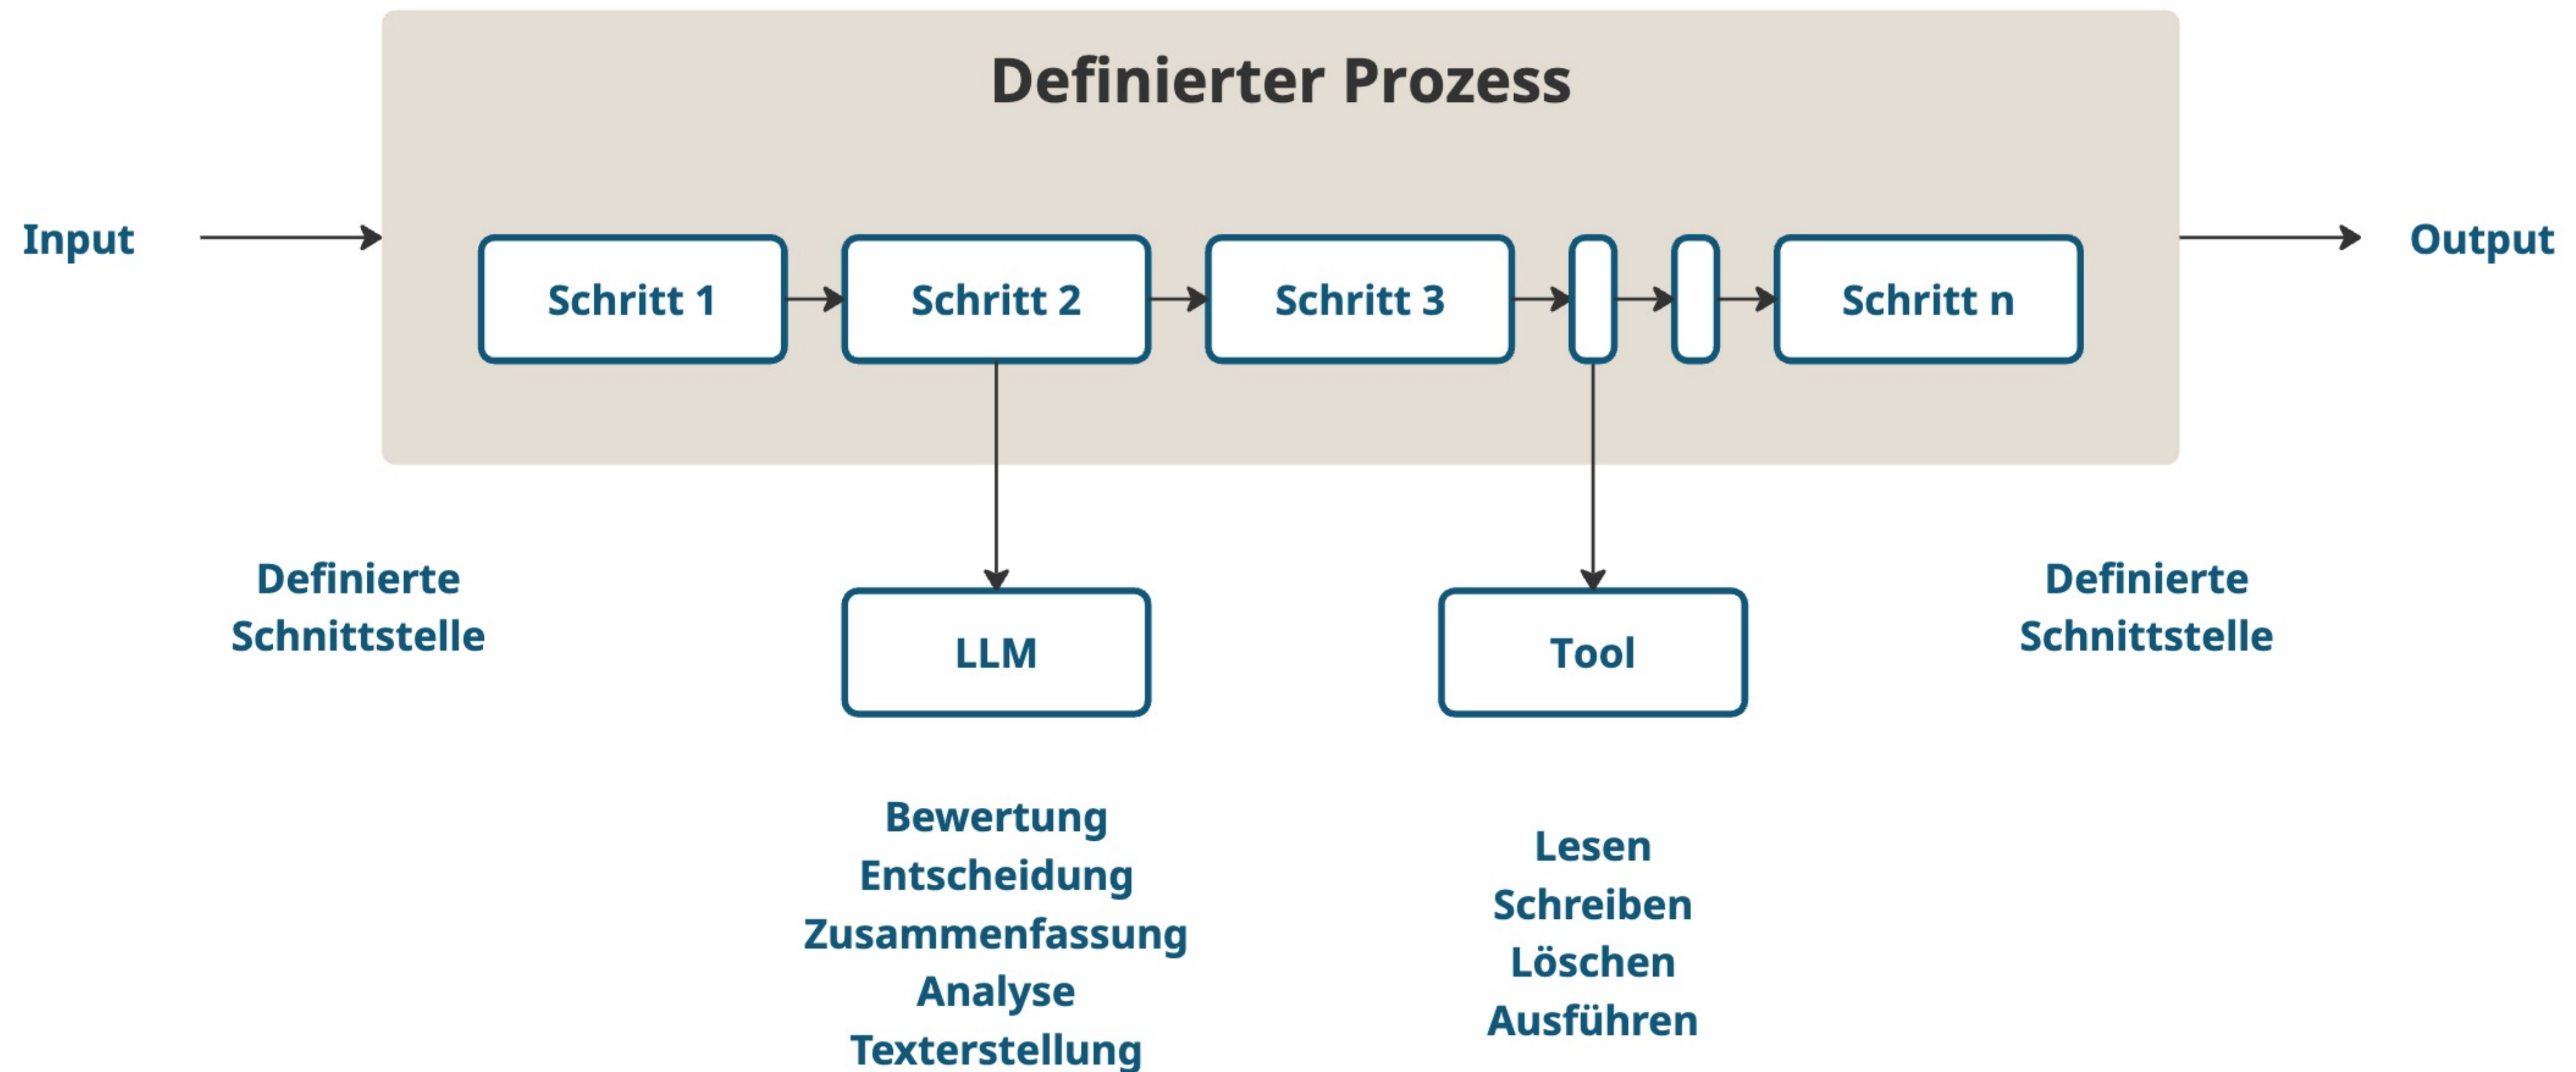 Definierter Prozess
Input
Schritt 1
Schritt 2
Schritt 3
Schritt n
Output
Definierte
Schnittstelle
LLM
Tool
Definierte
Schnittstelle
Bewertung
Entscheidung
Zusammenfassung
Analyse
Texterstellung
Lesen
Schreiben
Löschen
Ausführen